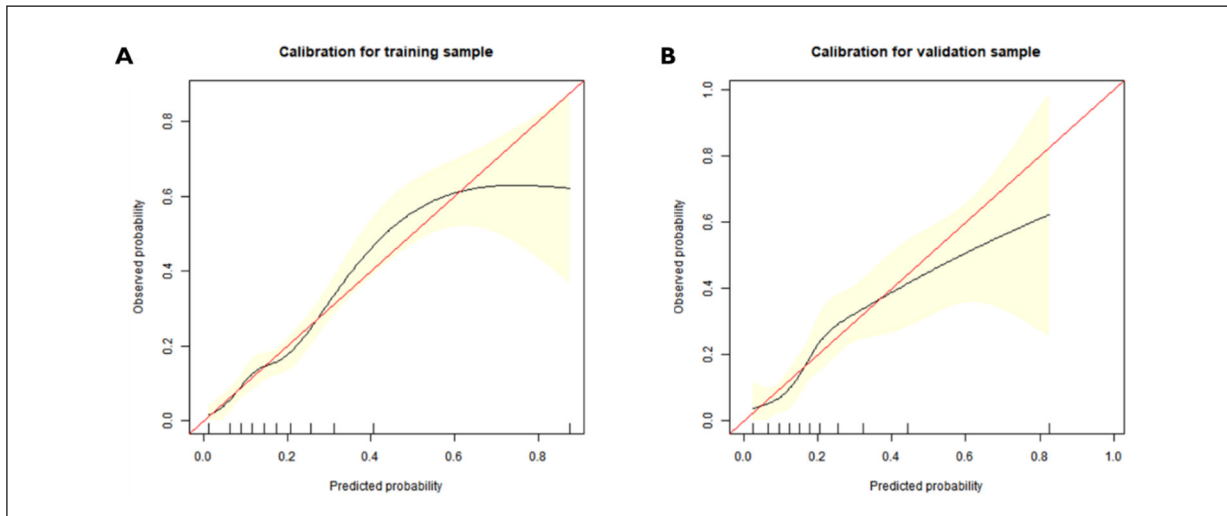 A
Calibration for training sample
Observed probability
0.8
0.6
0.4
0.2
0.0
0.0 0.2 0.4 0.6 0.8
Predicted probability
B
Calibration for validation sample
Observed probability
1.0
0.8
0.6
0.4
0.2
0.0
0.0 0.2 0.4 0.6 0.8 1.0
Predicted probability